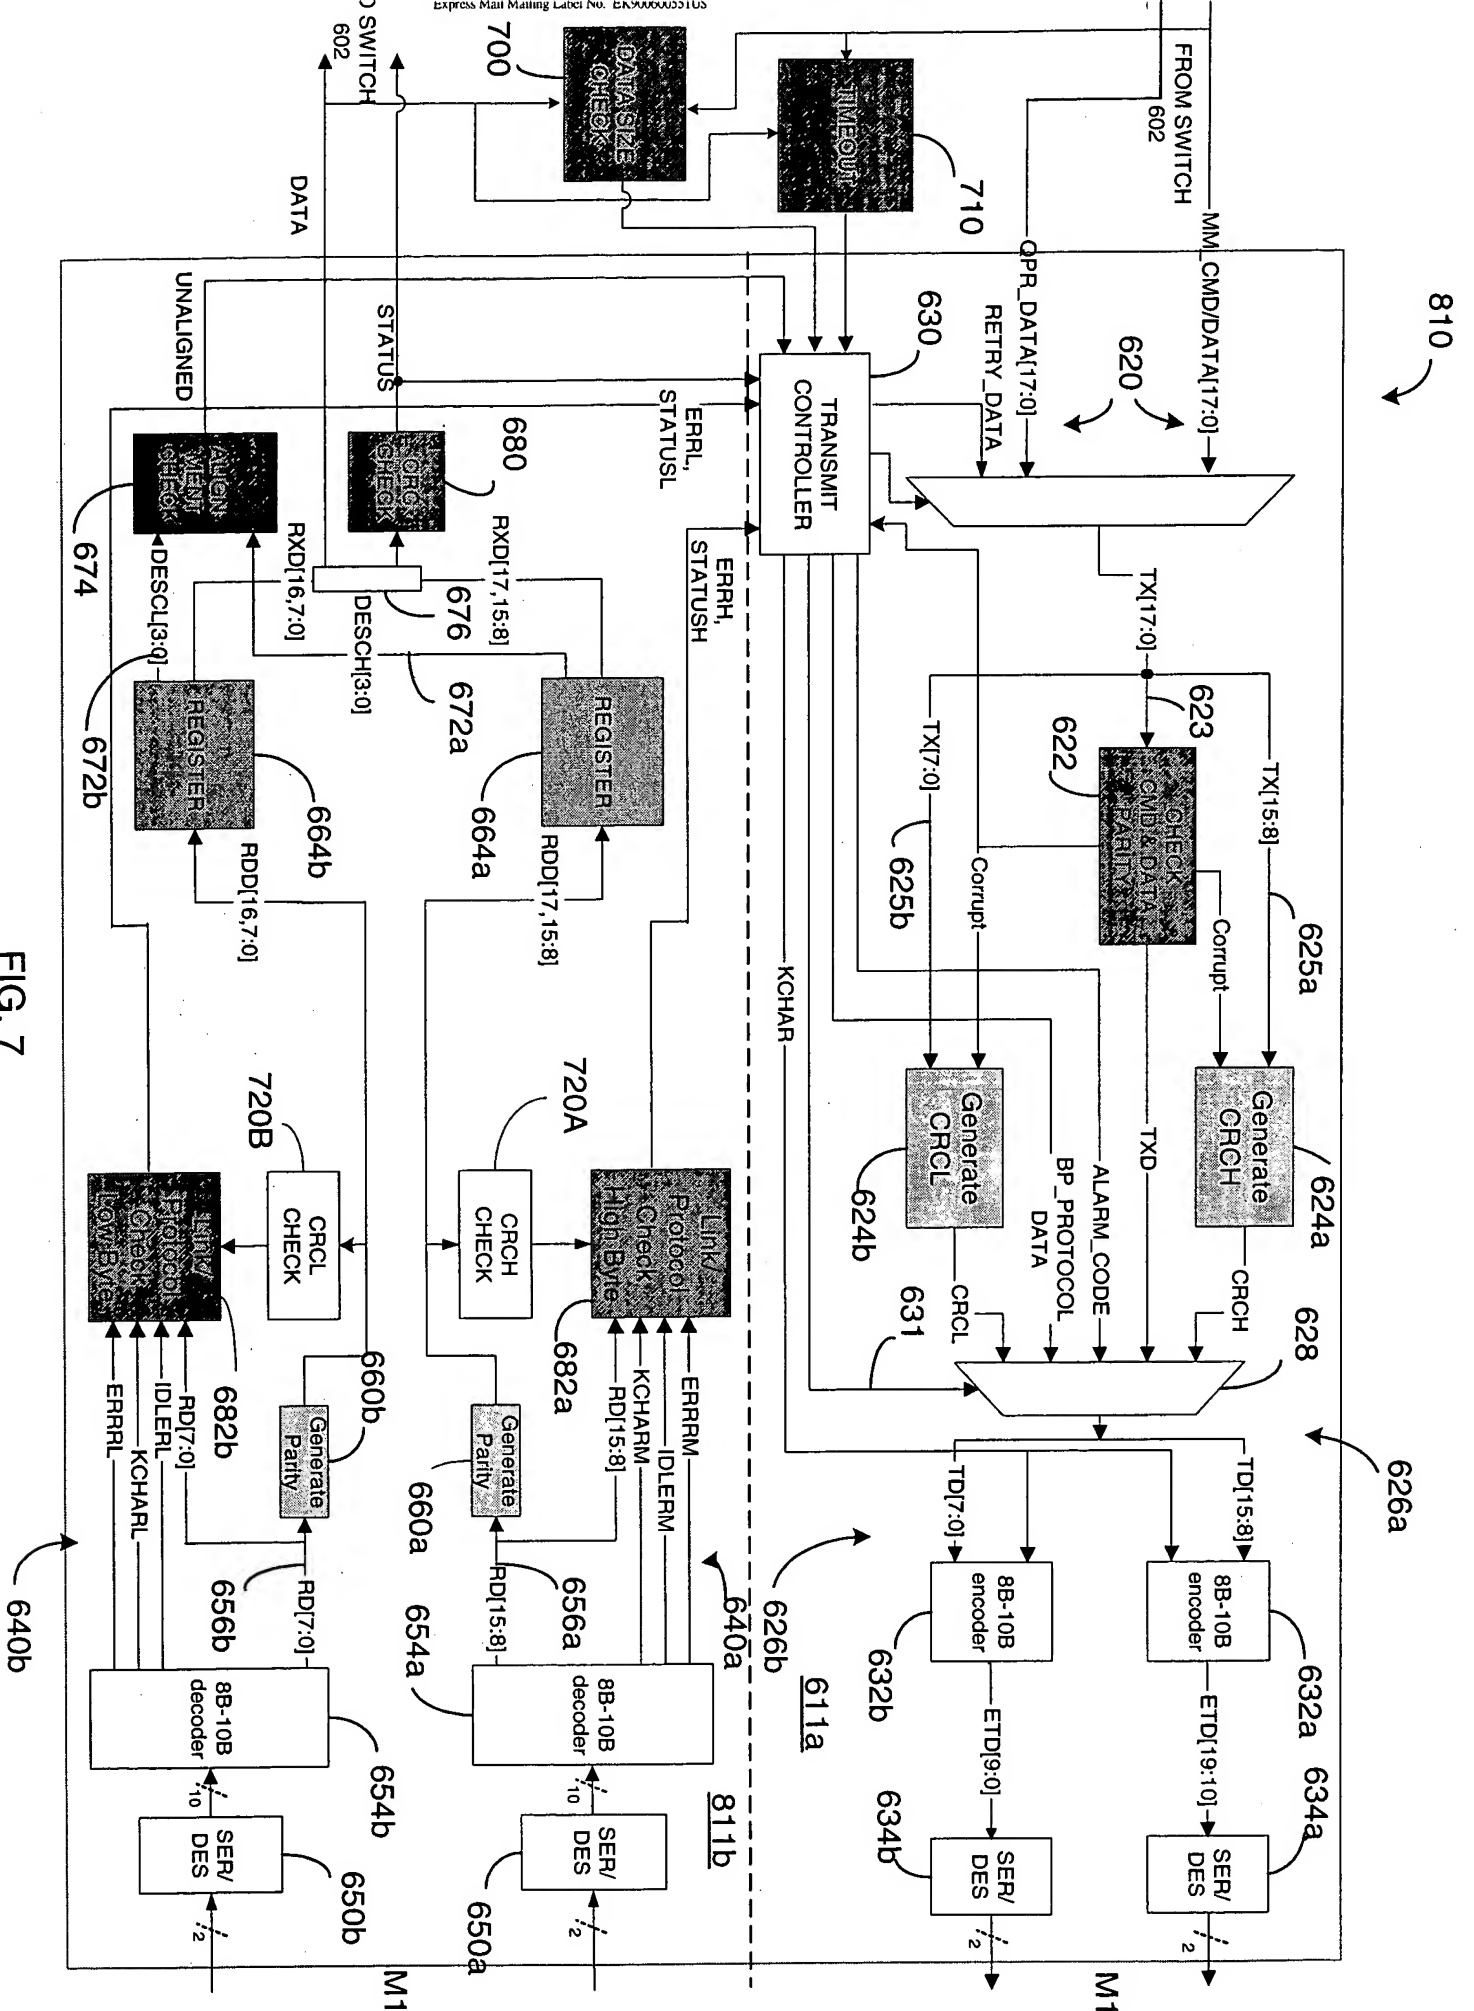 Express Mail Mailing Label No. EK900600551US
810
FROM SWITCH
602
MM_CMD/DATA[17:0]
QPR_DATA[17:0]
RETRY_DATA
620
630
TRANSMIT
CONTROLLER
TIMEOUT
710
DATA SIZE
CHECK
700
TX[17:0]
623
TX[15:8]
625a
622
CHECK
CMD & DATA
PARITY
TX[7:0]
625b
Corrupt
Corrupt
Generate
CRCH
624a
Generate
CRCL
624b
CRCH
TXD
ALARM_CODE
BP_PROTOCOL
DATA
CRCL
631
KCHAR
628
626a
626b
TD[15:8]
TD[7:0]
8B-10B
encoder
632a
8B-10B
encoder
632b
ETD[19:10]
ETD[9:0]
SER/
DES
634a
SER/
DES
634b
2
2
M1
611a
O SWITCH
602
DATA
STATUS
UNALIGNED
ERRL,
STATUSL
ERRH,
STATUSH
CRC
CHECK
680
ALIGN
MENT
CHECK
674
RXD[17,15:8]
676
RXD[16,7:0]
DESCH[3:0]
672a
DESCL[3:0]
672b
REGISTER
664a
REGISTER
664b
RDD[17,15:8]
RDD[16,7:0]
720A
CRCH
CHECK
720B
CRCL
CHECK
Link/
Protocol
Check
High Byte
682a
Link/
Protocol
Check
Low Byte
682b
ERRRM
IDLERM
KCHARM
RD[15:8]
Generate
Parity
660a
Generate
Parity
660b
RD[7:0]
IDLERL
KCHARL
ERRRL
RD[15:8]
656a
RD[7:0]
656b
640a
640b
8B-10B
decoder
654a
8B-10B
decoder
654b
10
10
SER/
DES
650a
SER/
DES
650b
2
2
811b
M1
FIG. 7